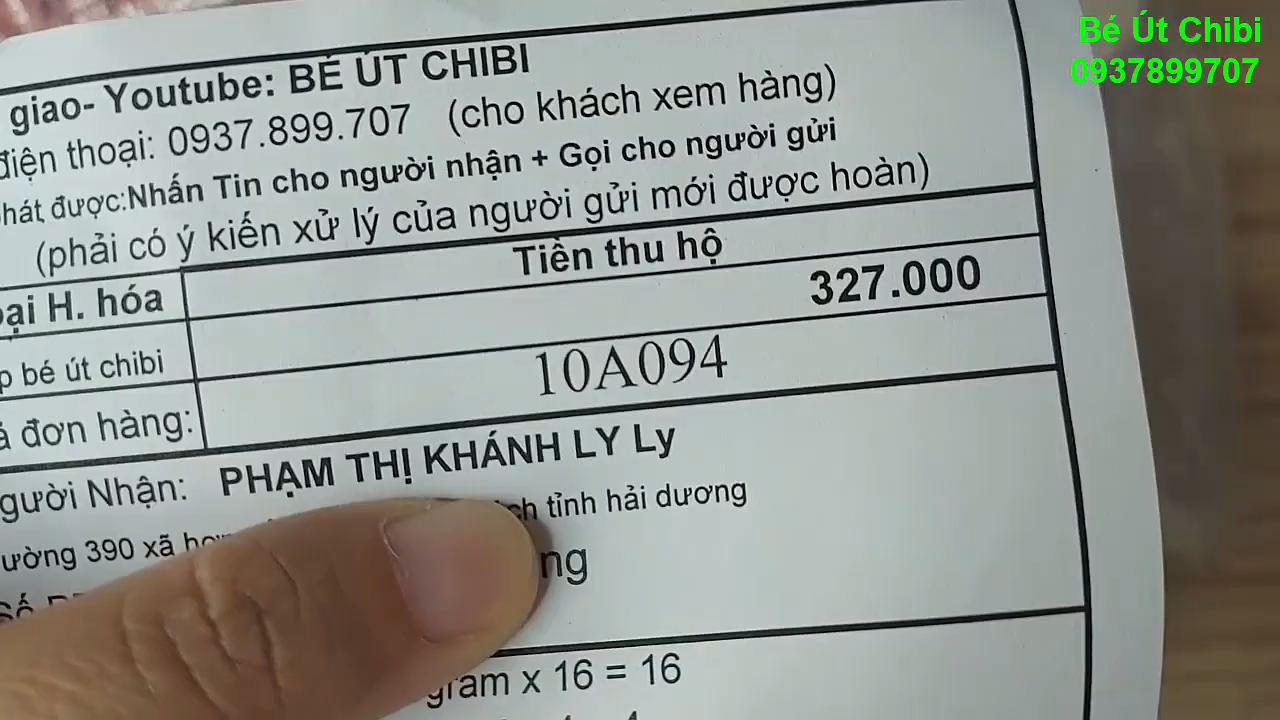 Bé Út Chibi
0937899707
giao- Youtube: BÉ ÚT CHIBI
điện thoại: 0937.899.707 (cho khách xem hàng)
hát được:Nhấn Tin cho người nhận + Gọi cho người gửi
(phải có ý kiến xử lý của người gửi mới được hoàn)
ại H. hóa Tiền thu hộ
327.000
p bé út chibi
đơn hàng: 10A094
gười Nhận: PHẠM THỊ KHÁNH LY Ly
ường 390 xã tỉnh hải dương
ng
gram x 16 = 16